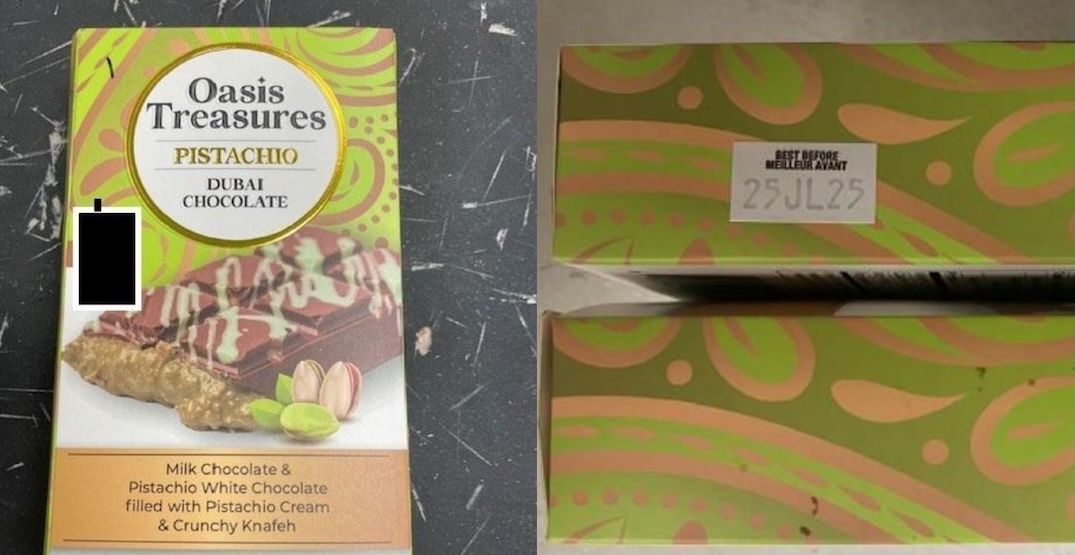 Oasis
Treasures
PISTACHIO
DUBAI
CHOCOLATE
Milk Chocolate &
Pistachio White Chocolate
filled with Pistachio Cream
& Crunchy Knafeh
BEST BEFORE
MEILLEUR AVANT
25JL25